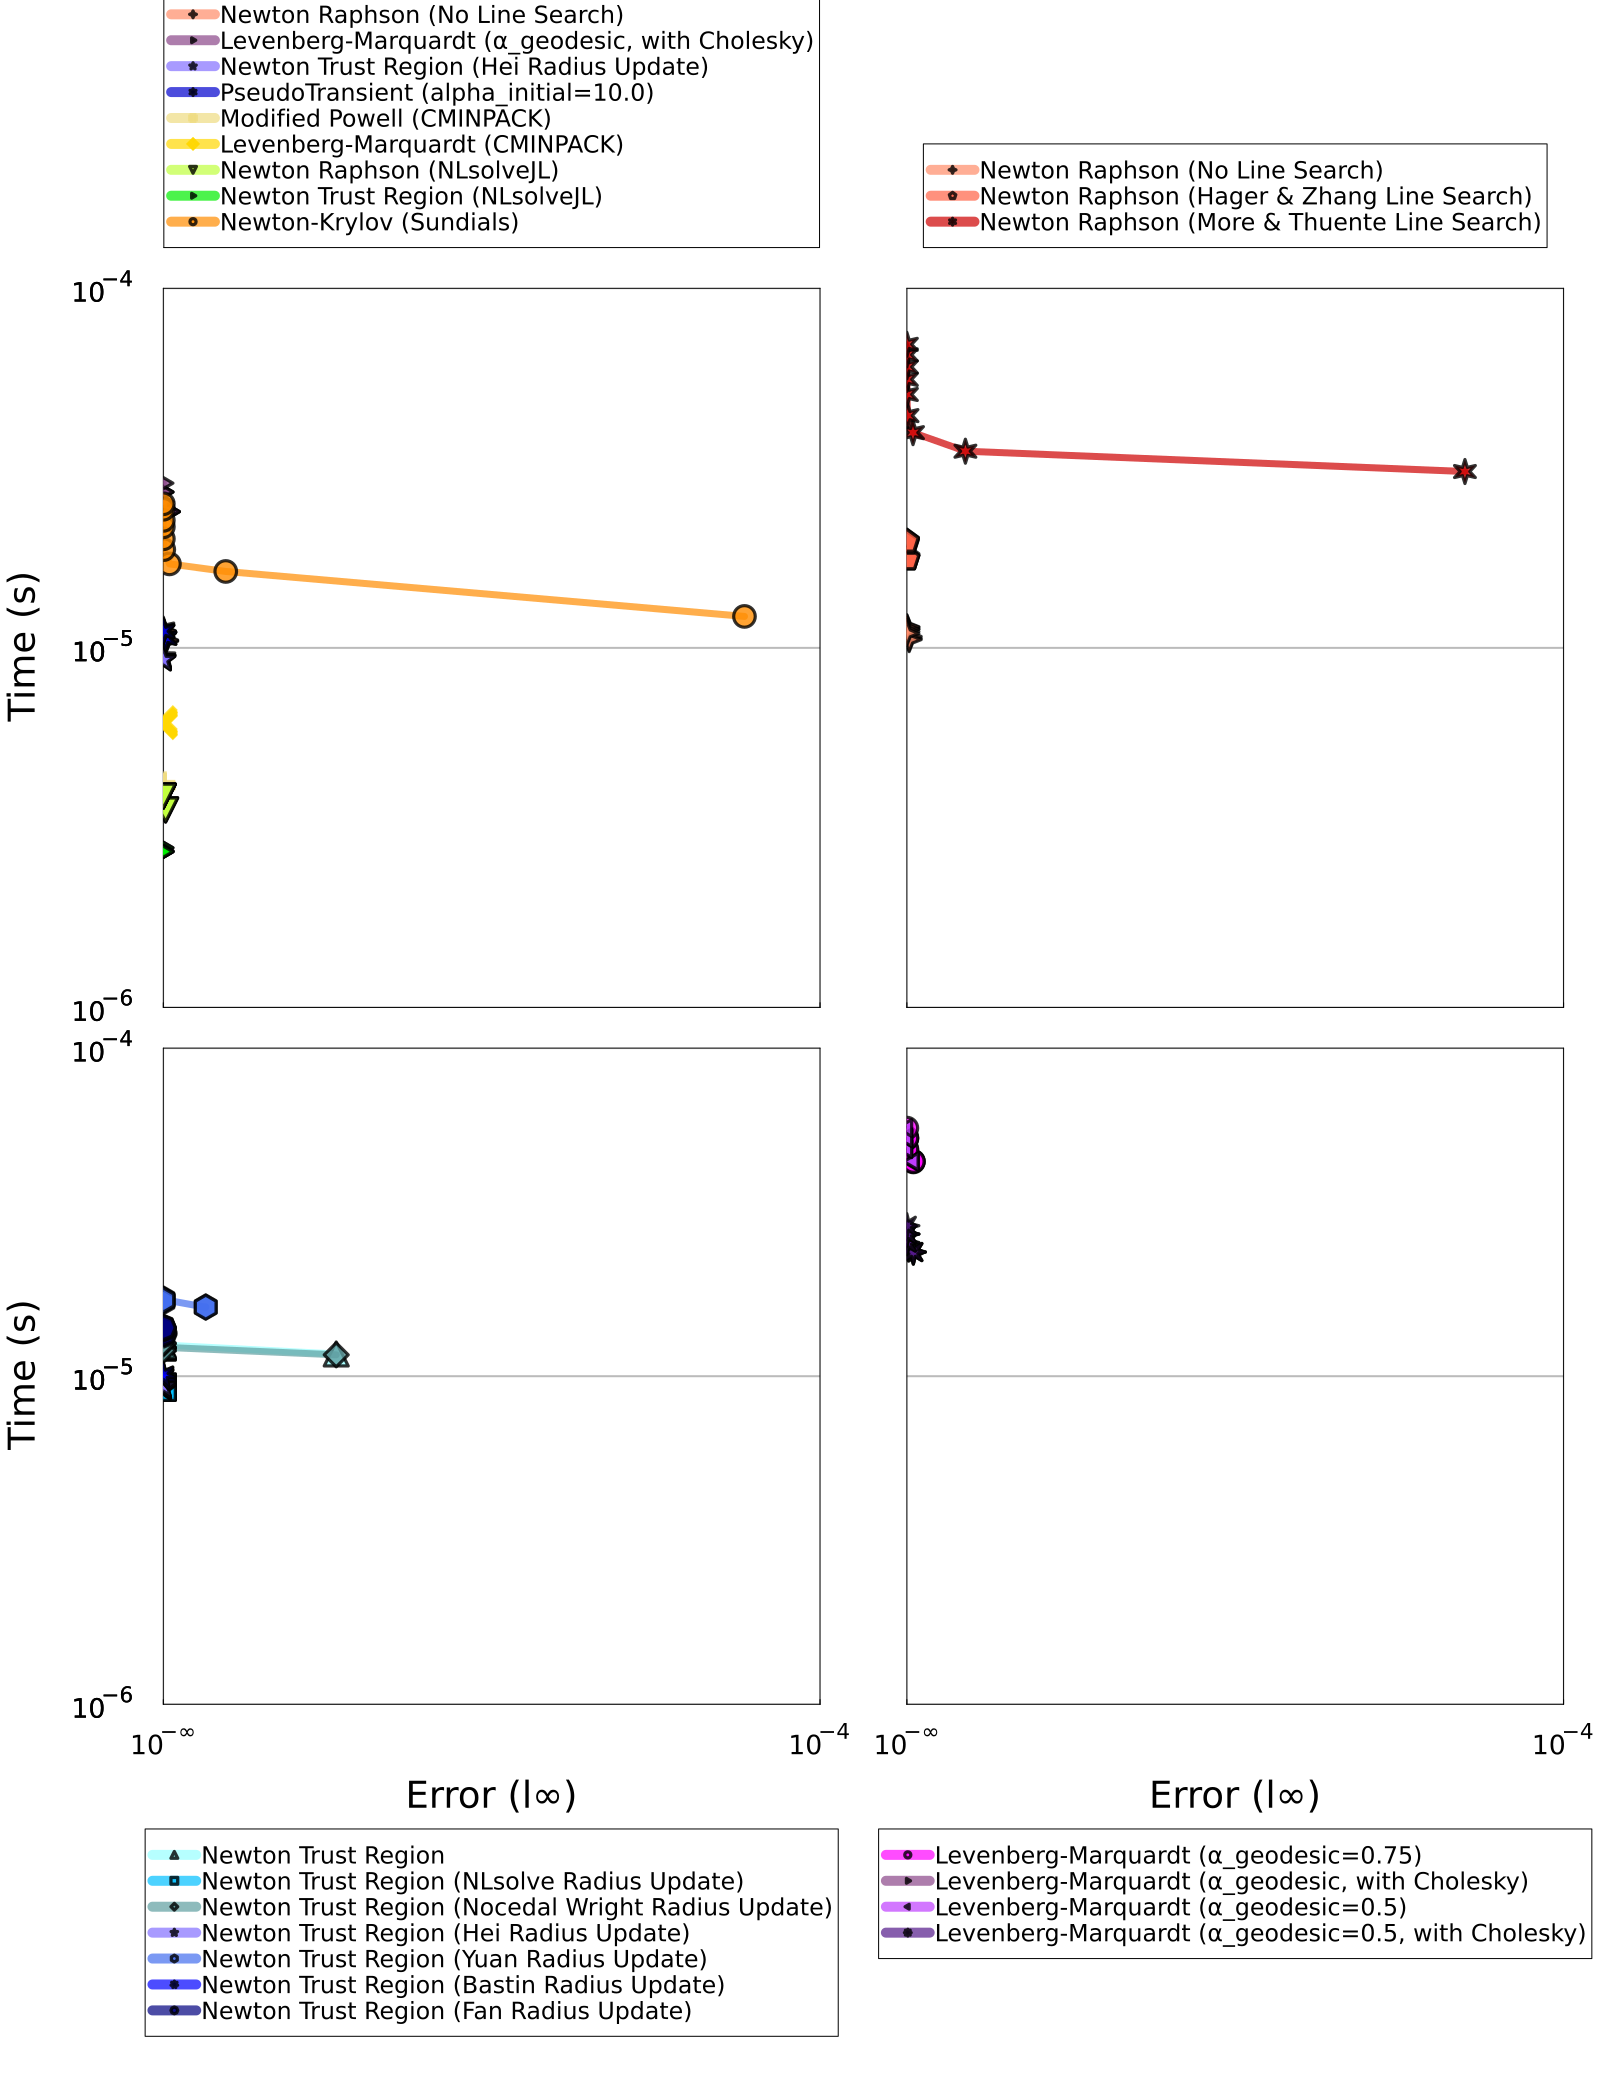 Newton Raphson (No Line Search)
Levenberg-Marquardt (α_geodesic, with Cholesky)
Newton Trust Region (Hei Radius Update)
PseudoTransient (alpha_initial=10.0)
Modified Powell (CMINPACK)
Levenberg-Marquardt (CMINPACK)
Newton Raphson (NLsolveJL)
Newton Trust Region (NLsolveJL)
Newton-Krylov (Sundials)
Newton Raphson (No Line Search)
Newton Raphson (Hager & Zhang Line Search)
Newton Raphson (More & Thuente Line Search)
10⁻⁴
Time (s)
10⁻⁵
10⁻⁶
10⁻⁴
Time (s)
10⁻⁵
10⁻⁶
10⁻∞
10⁻⁴
10⁻∞
10⁻⁴
Error (l∞)
Error (l∞)
Newton Trust Region
Newton Trust Region (NLsolve Radius Update)
Newton Trust Region (Nocedal Wright Radius Update)
Newton Trust Region (Hei Radius Update)
Newton Trust Region (Yuan Radius Update)
Newton Trust Region (Bastin Radius Update)
Newton Trust Region (Fan Radius Update)
Levenberg-Marquardt (α_geodesic=0.75)
Levenberg-Marquardt (α_geodesic, with Cholesky)
Levenberg-Marquardt (α_geodesic=0.5)
Levenberg-Marquardt (α_geodesic=0.5, with Cholesky)